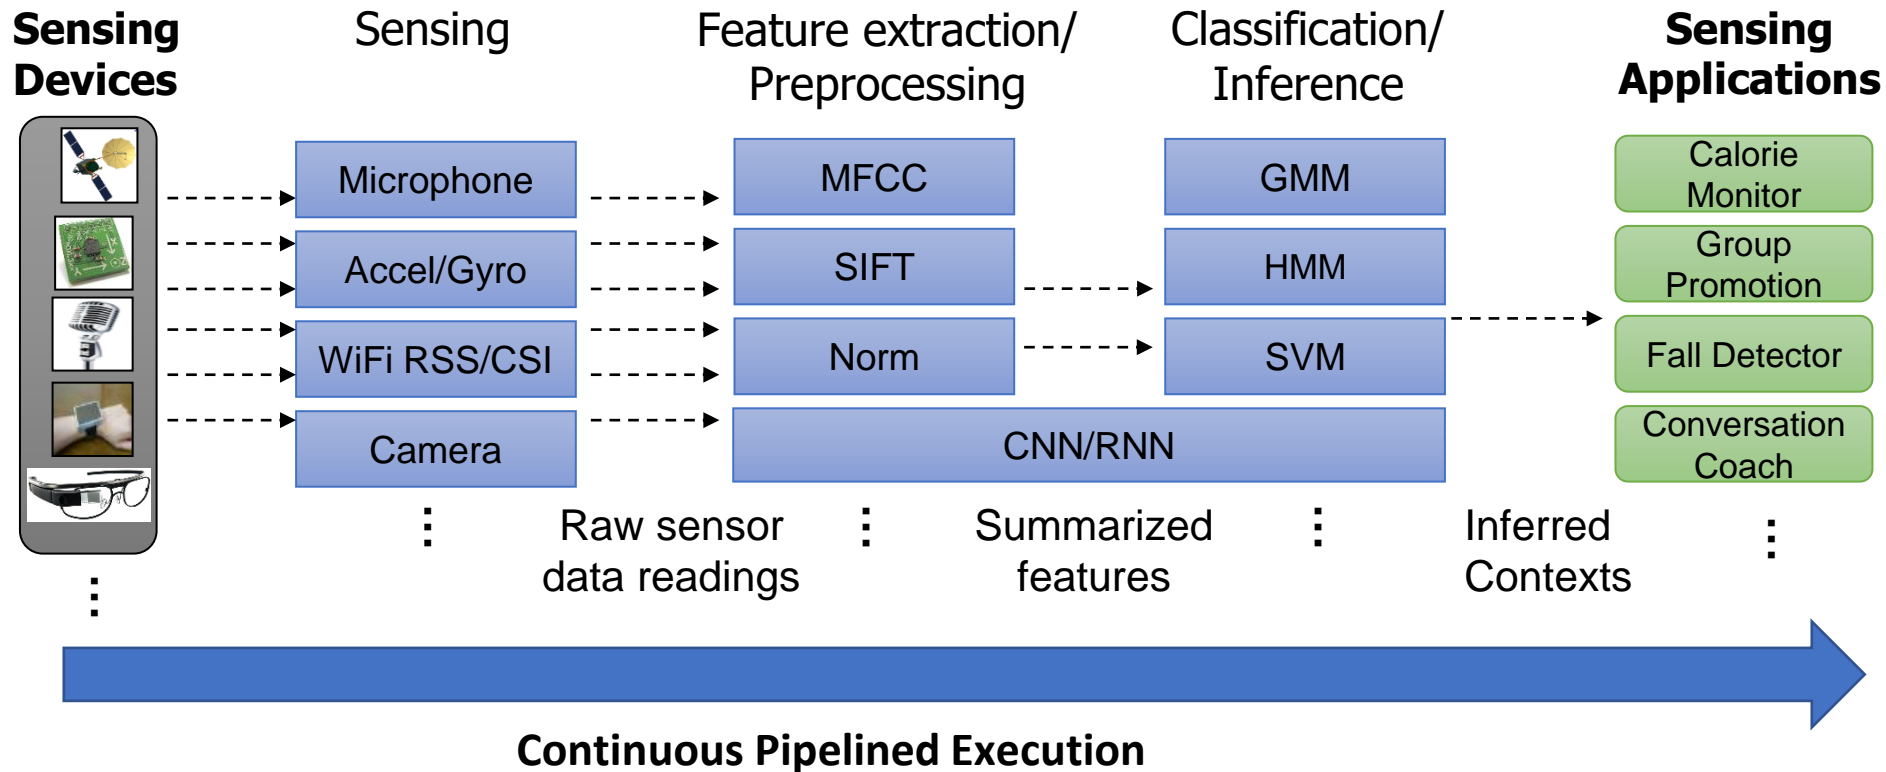 Sensing
Devices
Sensing
Feature extraction/
Preprocessing
Classification/
Inference
Sensing
Applications
Microphone
Accel/Gyro
WiFi RSS/CSI
Camera
MFCC
SIFT
Norm
GMM
HMM
SVM
CNN/RNN
Calorie
Monitor
Group
Promotion
Fall Detector
Conversation
Coach
Raw sensor
data readings
Summarized
features
Inferred
Contexts
Continuous Pipelined Execution